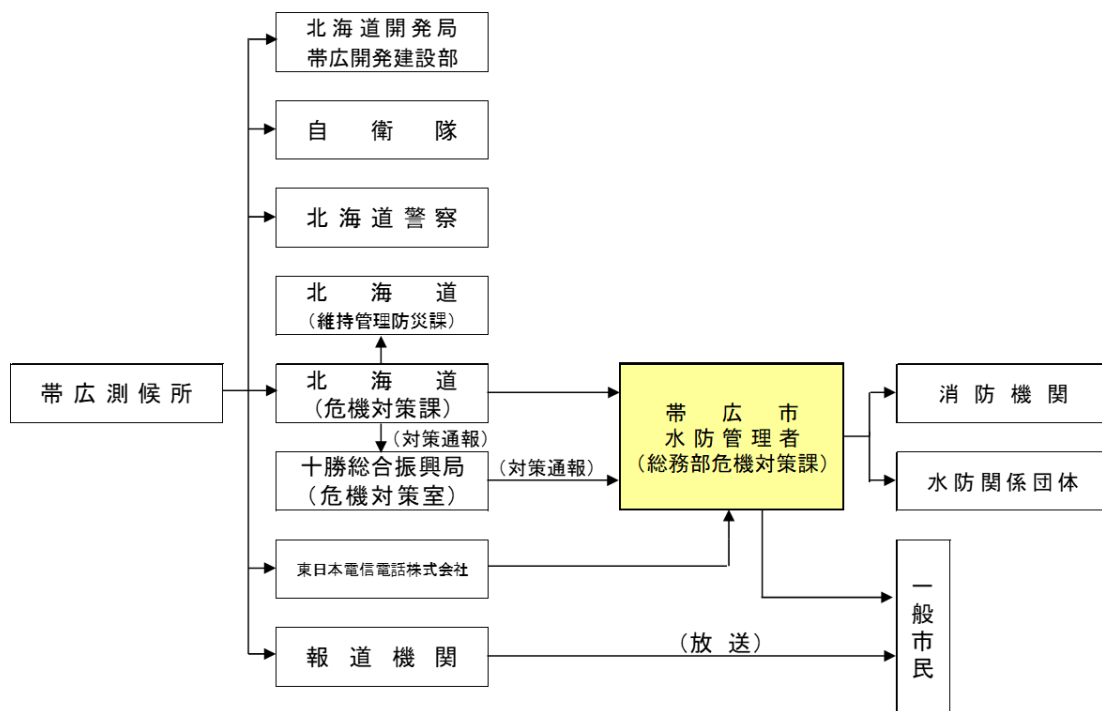 北海道開発局
帯広開発建設部
自衛隊
北海道警察
北海道
(維持管理防災課)
帯広測候所
北海道
(危機対策課)
(対策通報)
十勝総合振興局
(危機対策室)
(対策通報)
帯広市
水防管理者
(総務部危機対策課)
消防機関
水防関係団体
東日本電信電話株式会社
報道機関
(放送)
一般市民